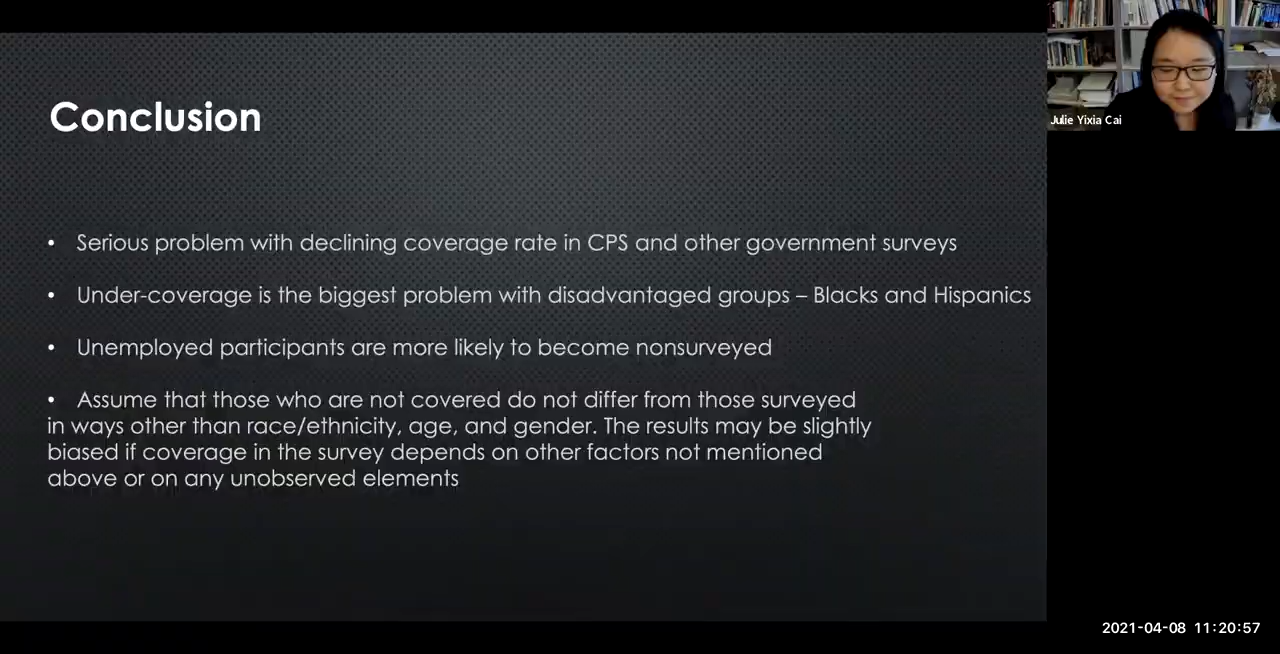 Conclusion
• Serious problem with declining coverage rate in CPS and other government surveys
• Under-coverage is the biggest problem with disadvantaged groups – Blacks and Hispanics
• Unemployed participants are more likely to become nonsurveyed
• Assume that those who are not covered do not differ from those surveyed
in ways other than race/ethnicity, age, and gender. The results may be slightly
biased if coverage in the survey depends on other factors not mentioned
above or on any unobserved elements
Julie Yixia Cai
2021-04-08 11:20:57